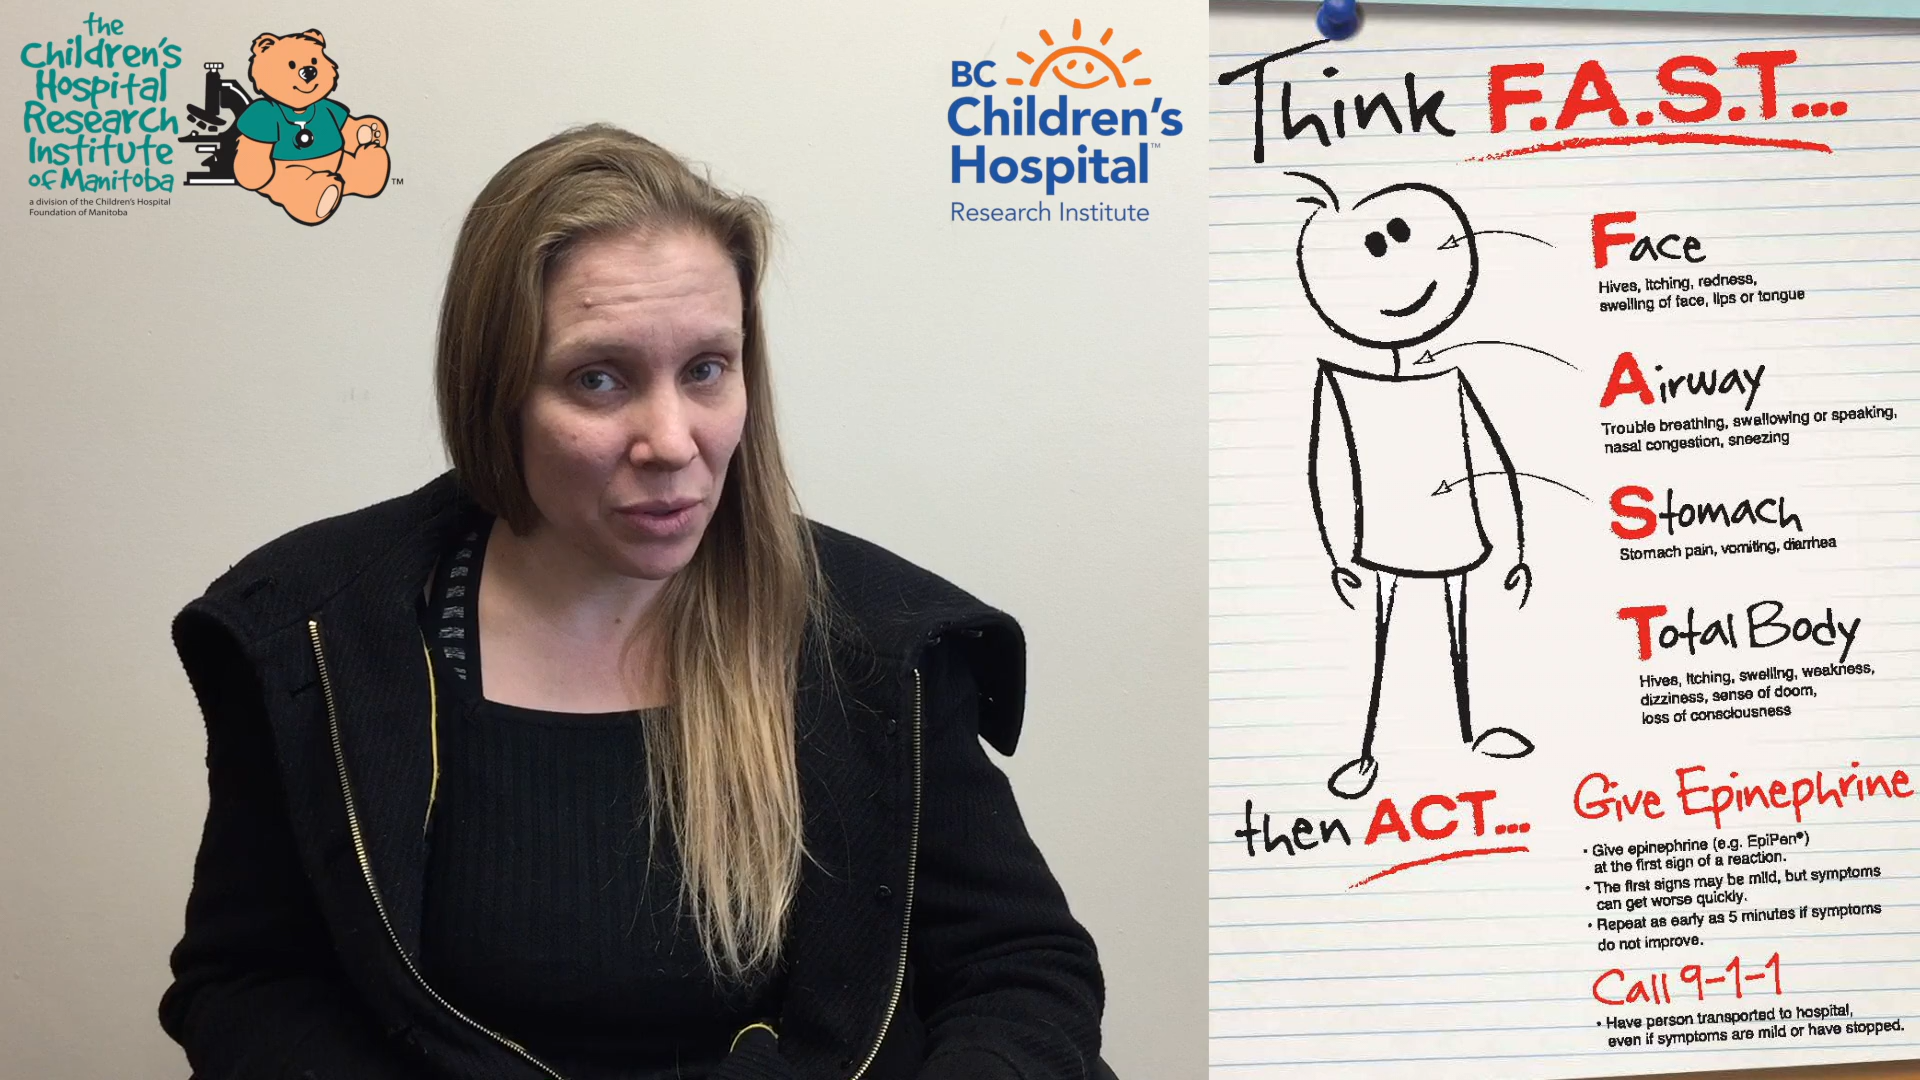 the
Children's
Hospital
Research
Institute
of Manitoba
a division of the Children's Hospital
Foundation of Manitoba
TM
BC
Children's
Hospital™
Research Institute
Think F.A.S.T...
Face
Hives, itching, redness,
swelling of face, lips or tongue
Airway
Trouble breathing, swallowing or speaking,
nasal congestion, sneezing
Stomach
Stomach pain, vomiting, diarrhea
Total Body
Hives, itching, swelling, weakness,
dizziness, sense of doom,
loss of consciousness
then ACT...
Give Epinephrine
• Give epinephrine (e.g. EpiPen®)
at the first sign of a reaction.
• The first signs may be mild, but symptoms
can get worse quickly.
• Repeat as early as 5 minutes if symptoms
do not improve.
Call 9-1-1
• Have person transported to hospital,
even if symptoms are mild or have stopped.